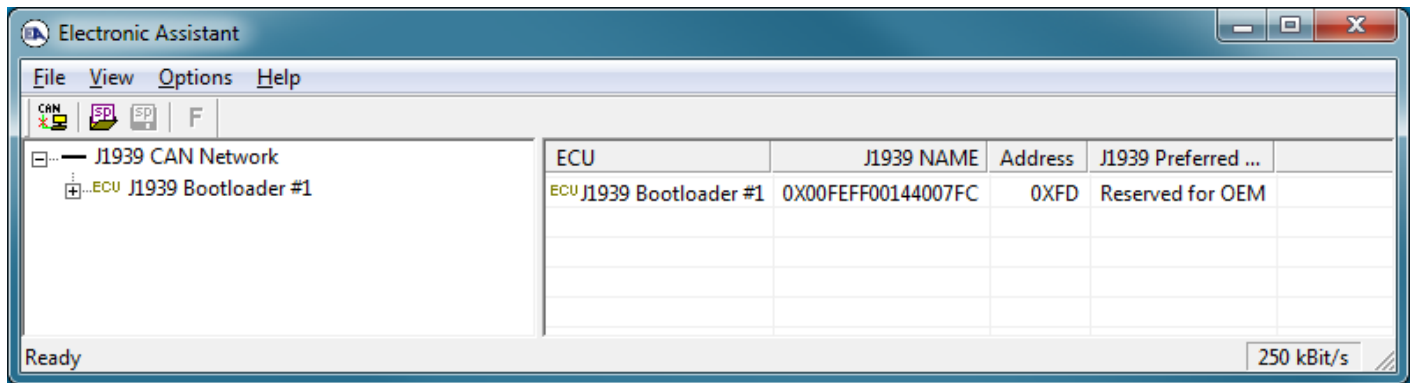 Electronic Assistant
File View Options Help
CAN SP SP F
J1939 CAN Network
ECU J1939 Bootloader #1
ECU J1939 NAME Address J1939 Preferred ...
ECU J1939 Bootloader #1 0X00FEFF00144007FC 0XFD Reserved for OEM
Ready 250 kBit/s